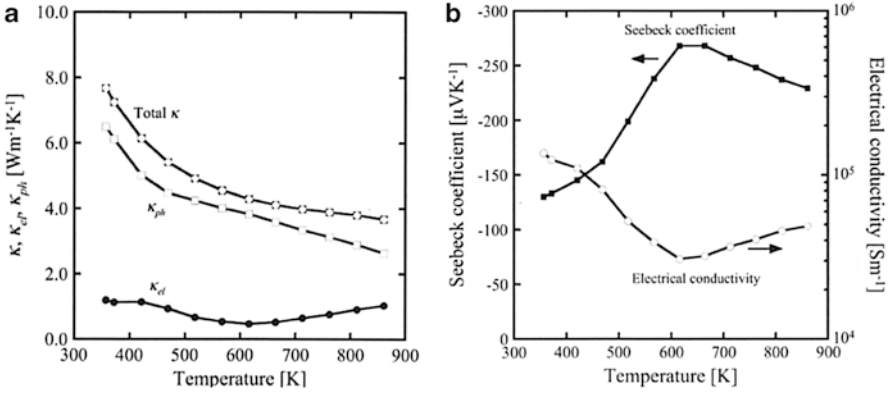 a
κ, κel, κph [Wm⁻¹K⁻¹]
10.0
8.0
6.0
4.0
2.0
0.0
Total κ
κph
κel
300 400 500 600 700 800 900
Temperature [K]
b
Seebeck coefficient [μVK⁻¹]
-300
-250
-200
-150
-100
-50
0
Seebeck coefficient
Electrical conductivity
300 400 500 600 700 800 900
Temperature [K]
10⁶
10⁵
10⁴
Electrical conductivity [Sm⁻¹]